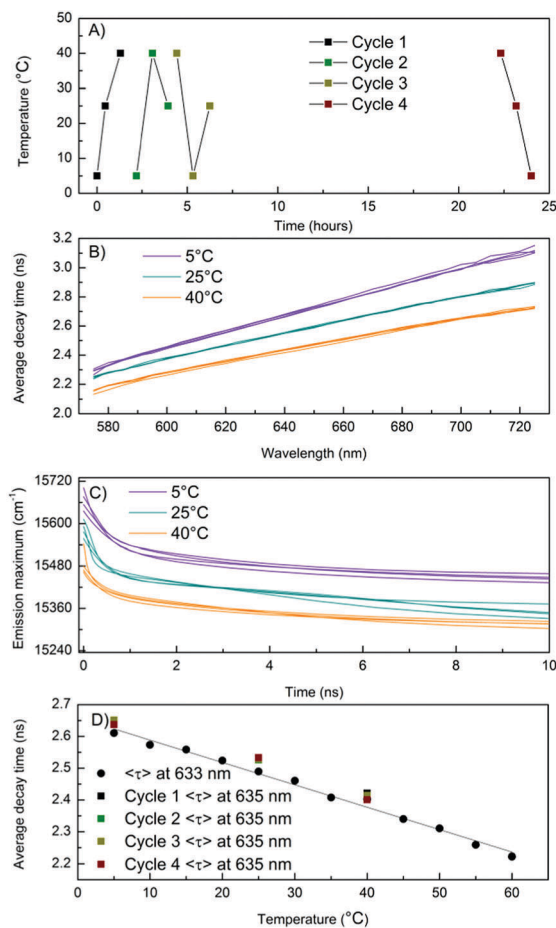 A)
Cycle 1
Cycle 2
Cycle 3
Cycle 4
Temperature (°C)
50
40
30
20
10
0
0 5 10 15 20 25
Time (hours)
B)
5°C
25°C
40°C
Average decay time (ns)
3.2
3.0
2.8
2.6
2.4
2.2
2.0
580 600 620 640 660 680 700 720
Wavelength (nm)
C)
5°C
25°C
40°C
Emission maximum (cm-1)
15720
15600
15480
15360
15240
0 2 4 6 8 10
Time (ns)
D)
<τ> at 633 nm
Cycle 1 <τ> at 635 nm
Cycle 2 <τ> at 635 nm
Cycle 3 <τ> at 635 nm
Cycle 4 <τ> at 635 nm
Average decay time (ns)
2.7
2.6
2.5
2.4
2.3
2.2
0 10 20 30 40 50 60
Temperature (°C)